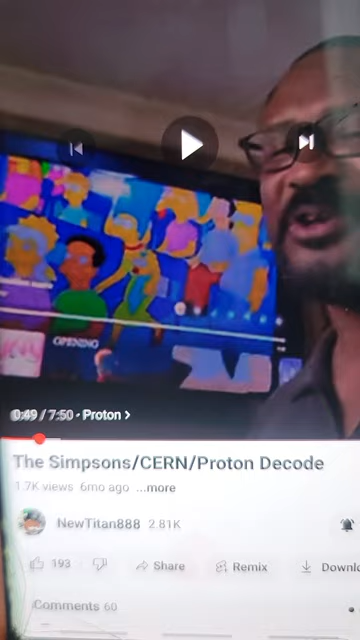 OPENING
0:49 / 7:50 • Proton >
The Simpsons/CERN/Proton Decode
1.7K views 6mo ago ...more
NewTitan888 2.81K
193 Share Remix Downl
Comments 60